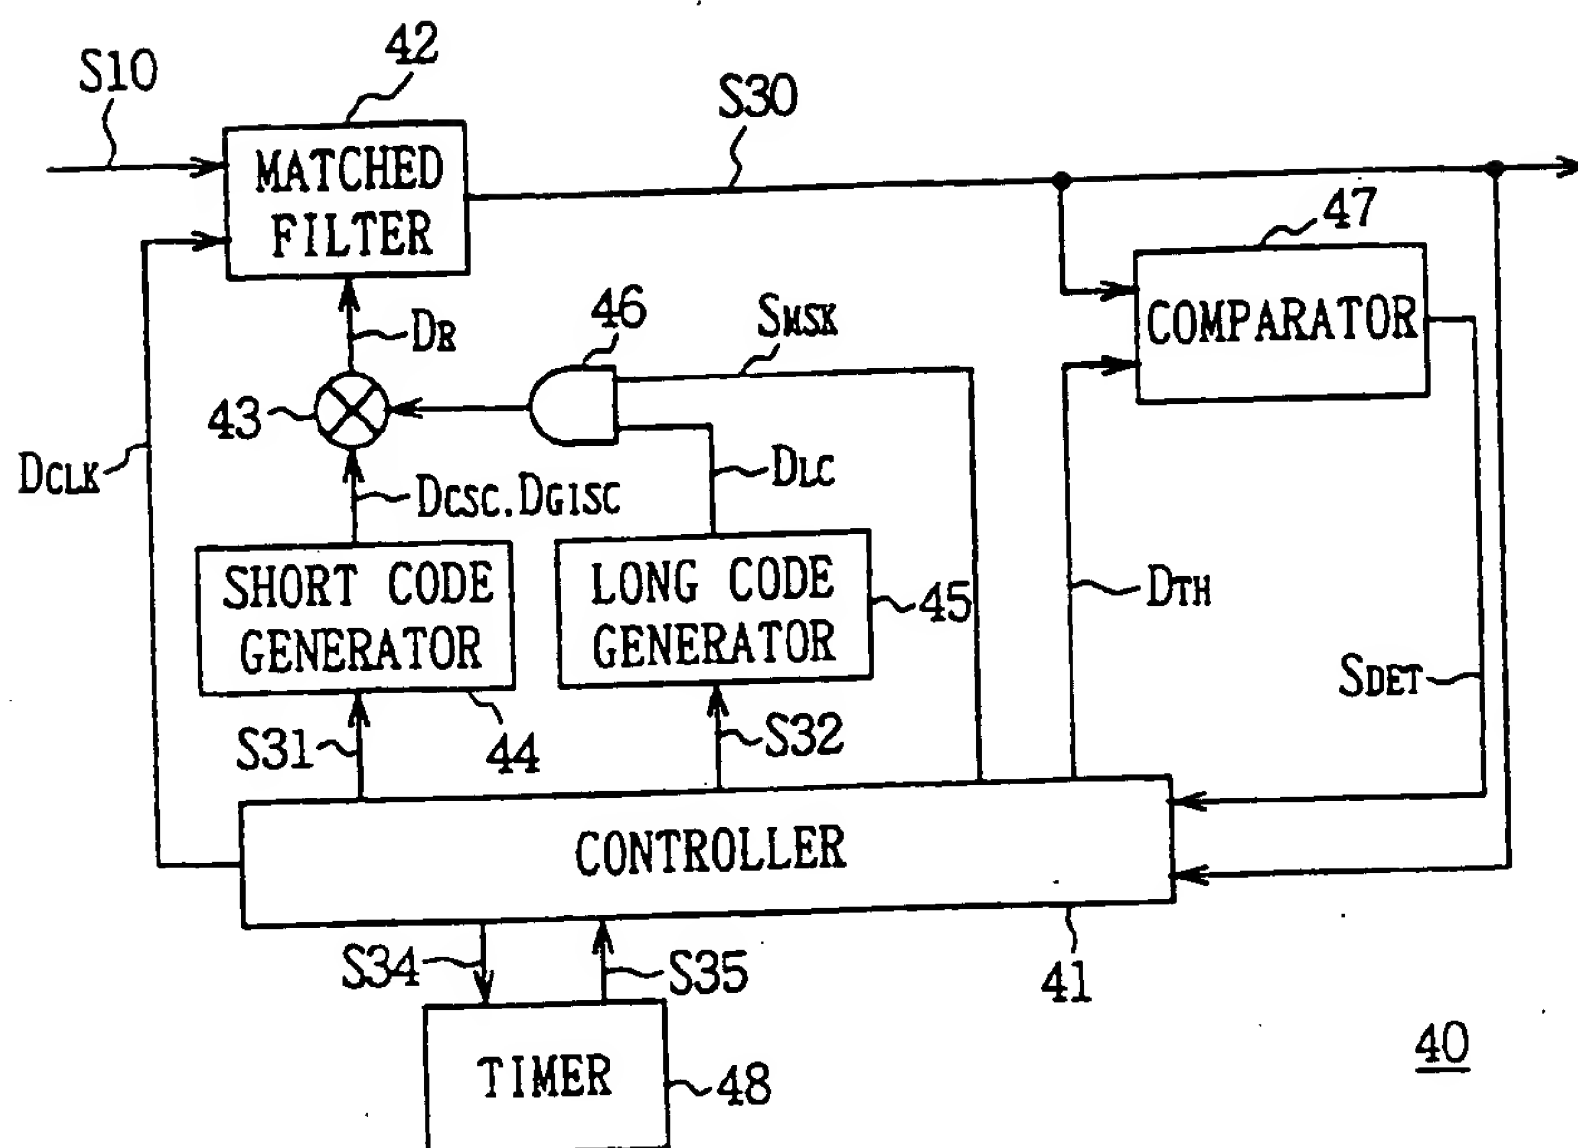 42
S10
S30
MATCHED
FILTER
47
COMPARATOR
46
SMSK
DR
43
DCLK
DLC
DCSC.DGISC
SHORT CODE
GENERATOR
LONG CODE
GENERATOR
45
DTH
SDET
S31
44
S32
CONTROLLER
S34
S35
41
40
TIMER
48